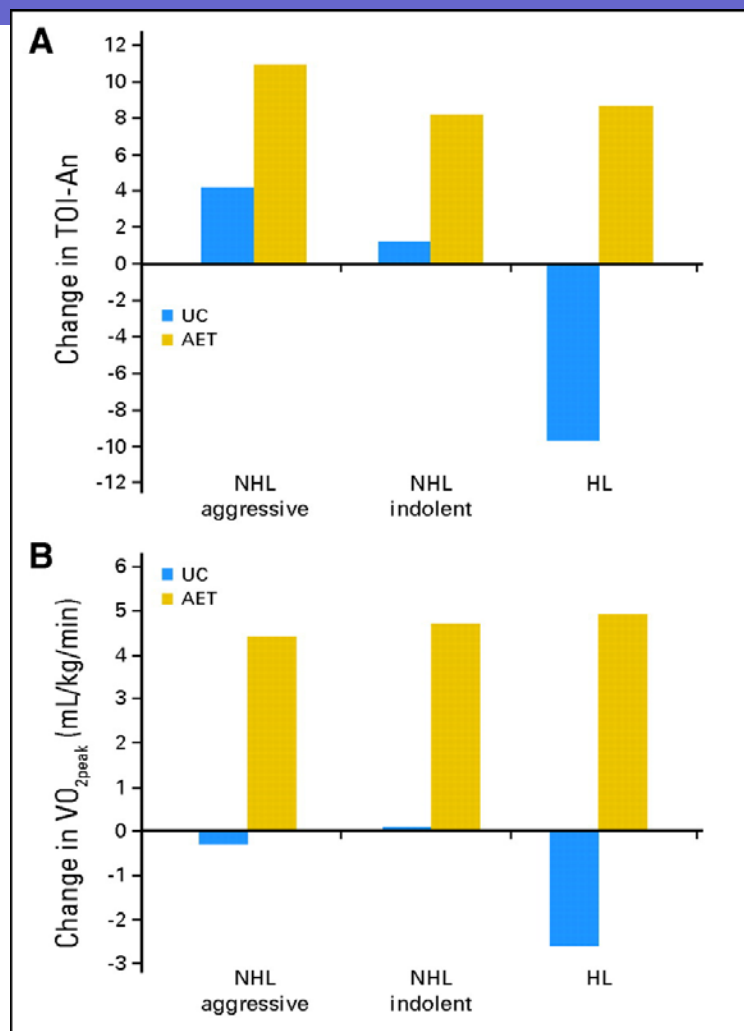 A
12
10
8
6
4
2
0
-2
-4
-6
-8
-10
-12
Change in TOI-An
UC
AET
NHL
aggressive
NHL
indolent
HL
B
6
5
4
3
2
1
0
-1
-2
-3
Change in VO2peak (mL/kg/min)
UC
AET
NHL
aggressive
NHL
indolent
HL